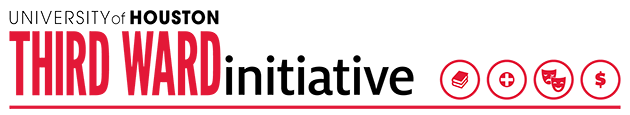 UNIVERSITY of HOUSTON
THIRD WARD initiative
$